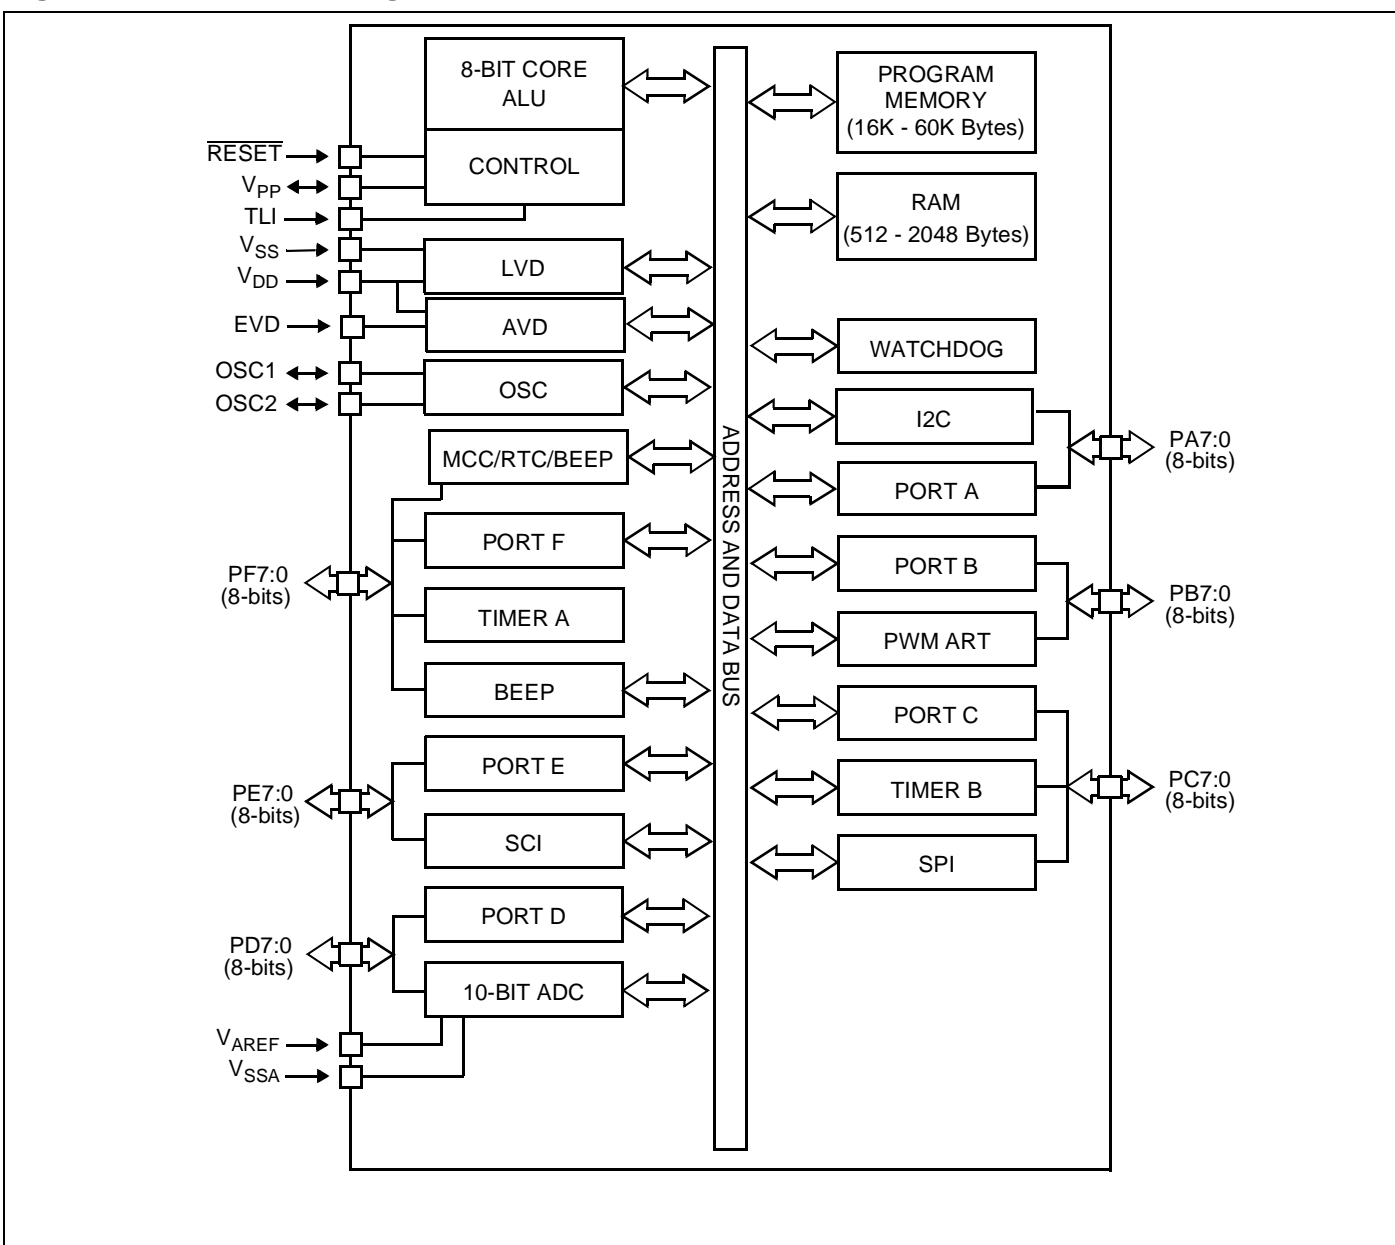 8-BIT CORE
ALU
CONTROL
RESET
VPP
TLI
VSS
VDD
EVD
OSC1
OSC2
LVD
AVD
OSC
MCC/RTC/BEEP
PORT F
TIMER A
BEEP
PF7:0
(8-bits)
PORT E
SCI
PE7:0
(8-bits)
PORT D
10-BIT ADC
PD7:0
(8-bits)
VAREF
VSSA
ADDRESS AND DATA BUS
PROGRAM
MEMORY
(16K - 60K Bytes)
RAM
(512 - 2048 Bytes)
WATCHDOG
I2C
PORT A
PA7:0
(8-bits)
PORT B
PWM ART
PB7:0
(8-bits)
PORT C
TIMER B
SPI
PC7:0
(8-bits)